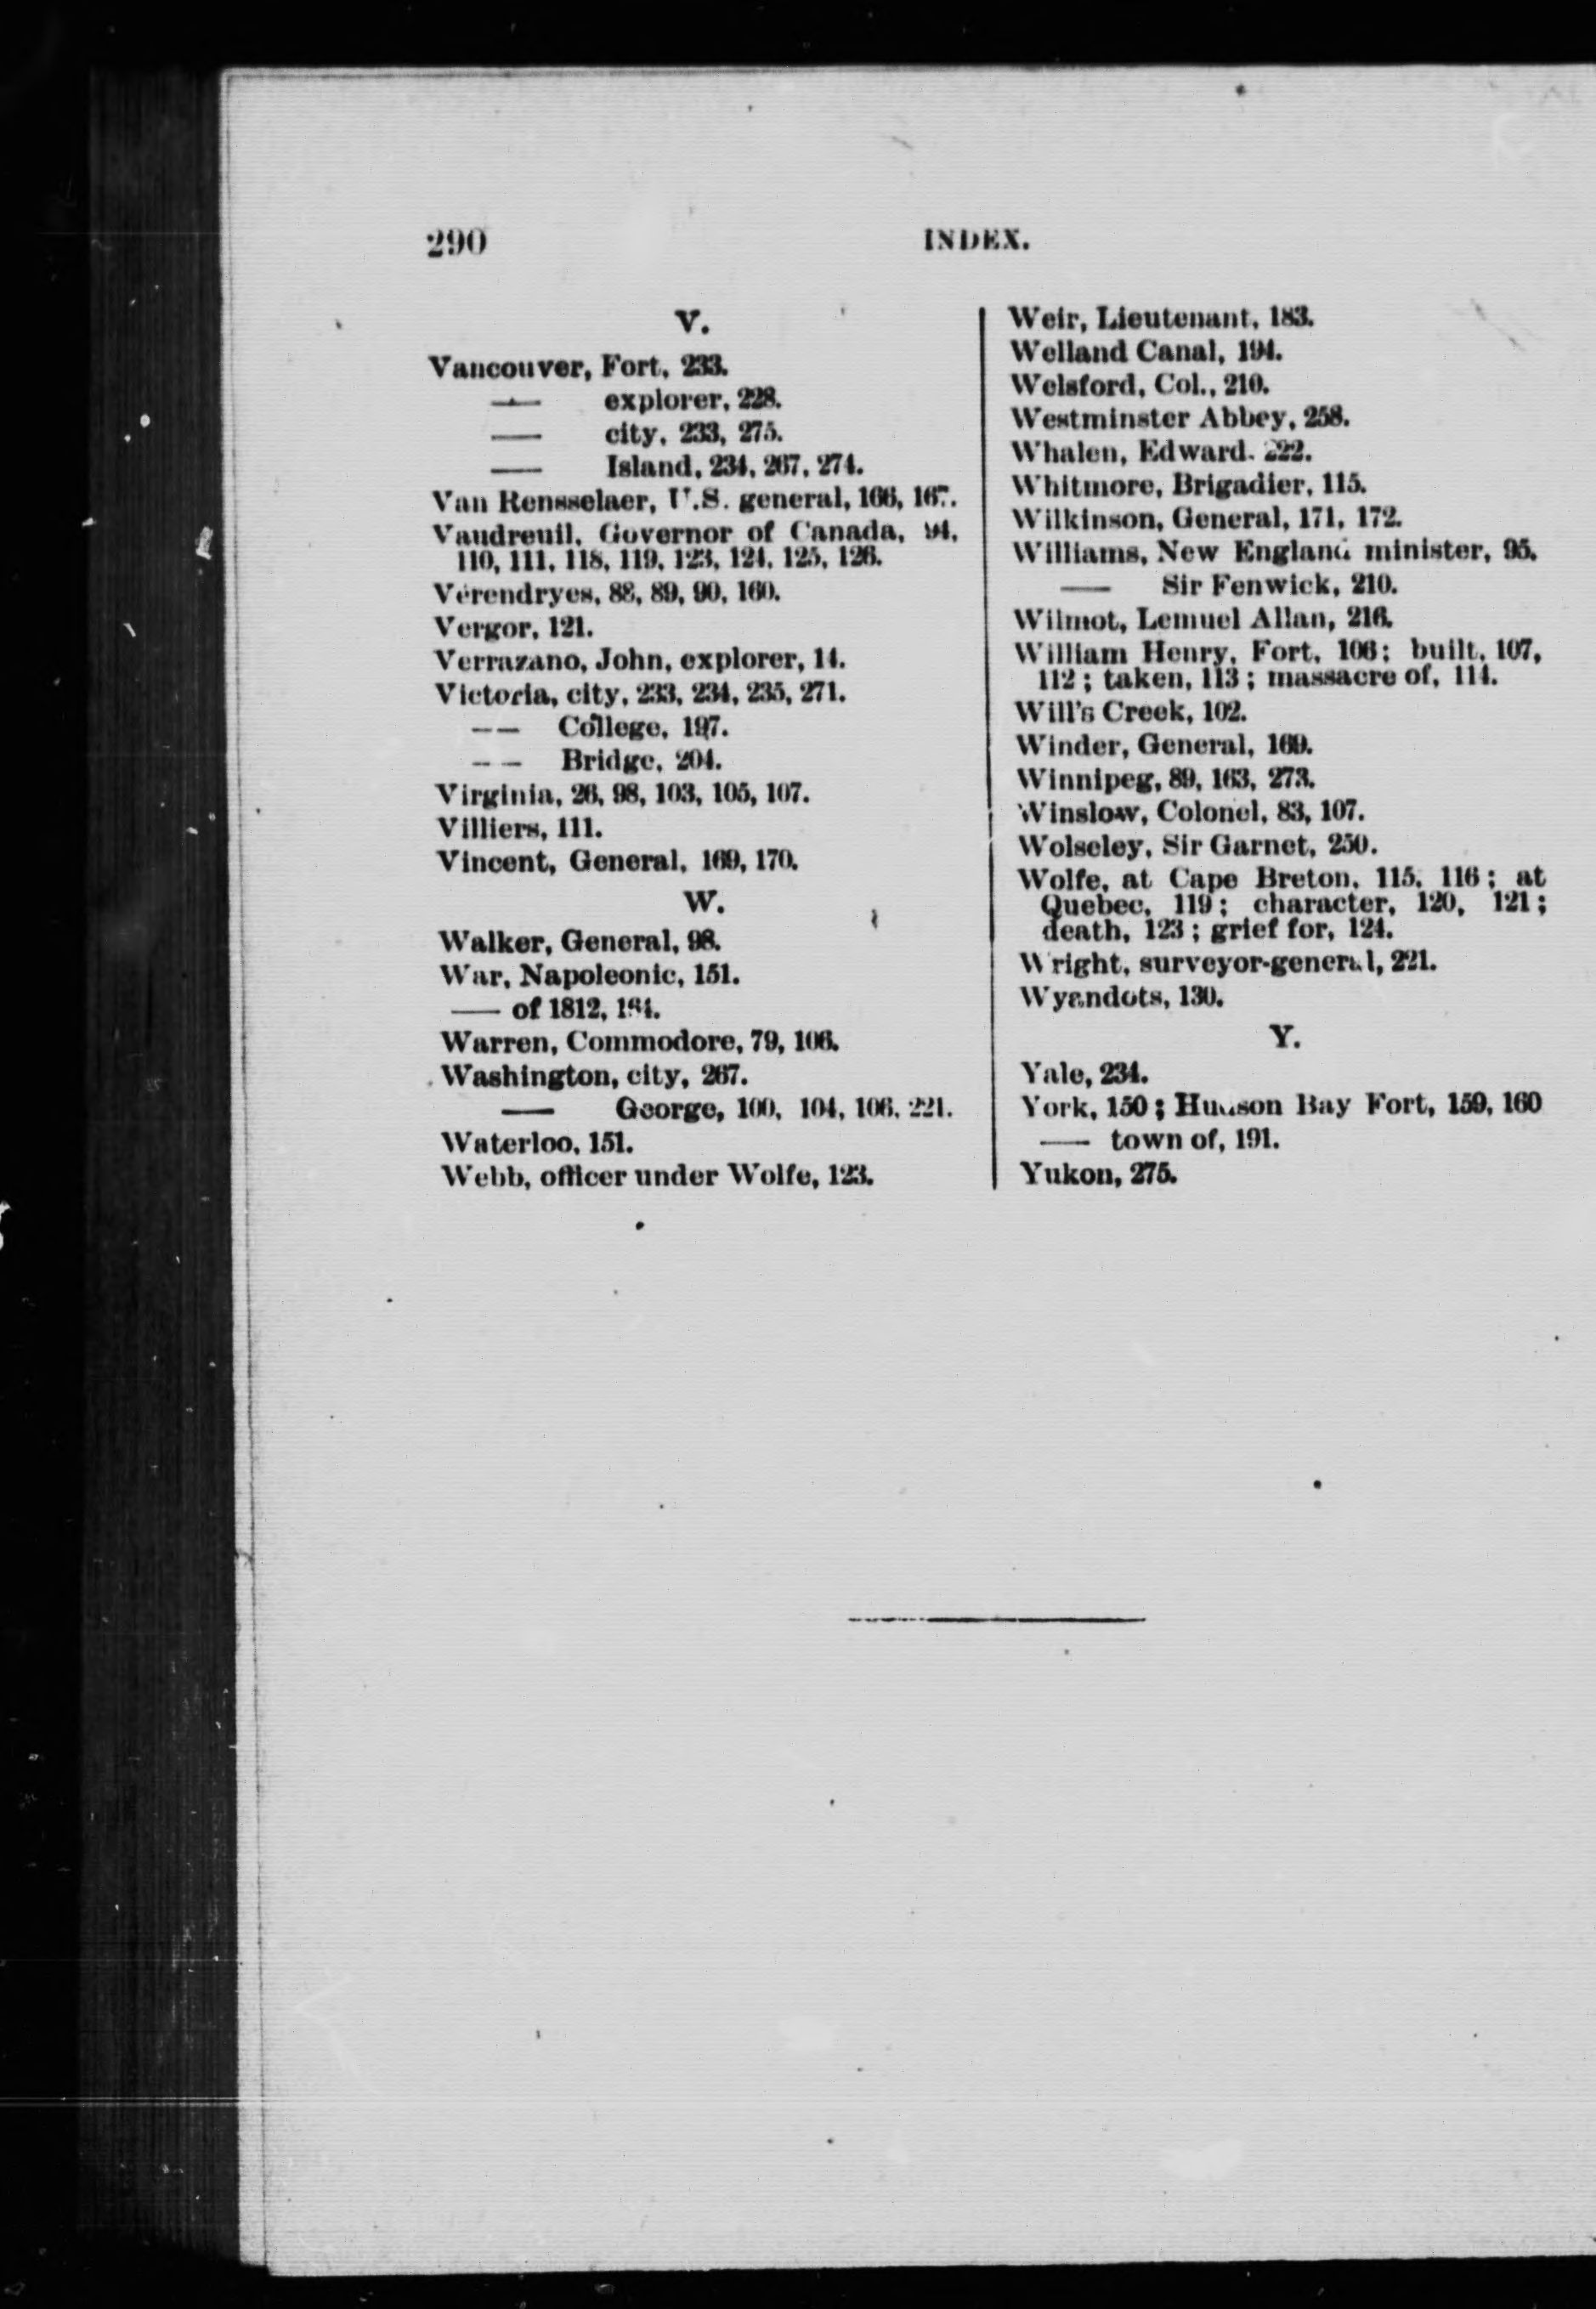 290
INDEX.
V.
Vancouver, Fort, 233.
— explorer, 228.
— city, 233, 275.
— Island, 234, 267, 274.
Van Rensselaer, U.S. general, 166, 167.
Vaudreuil, Governor of Canada, 94,
110, 111, 118, 119, 123, 124, 125, 126.
Vérendryes, 88, 89, 90, 160.
Vergor, 121.
Verrazano, John, explorer, 14.
Victoria, city, 233, 234, 235, 271.
— College, 197.
— Bridge, 204.
Virginia, 26, 98, 103, 105, 107.
Villiers, 111.
Vincent, General, 169, 170.
W.
Walker, General, 98.
War, Napoleonic, 151.
— of 1812,
Warren, Commodore, 79, 106.
Washington, city, 267.
— George, 100, 104, 106, 221.
Waterloo, 151.
Webb, officer under Wolfe, 123.
Weir, Lieutenant, 183.
Welland Canal, 194.
Welsford, Col., 210.
Westminster Abbey, 258.
Whalen, Edward, 222.
Whitmore, Brigadier, 115.
Wilkinson, General, 171, 172.
Williams, New England minister, 95.
— Sir Fenwick, 210.
Wilmot, Lemuel Allan, 216.
William Henry, Fort, 106; built, 107,
112; taken, 113; massacre of, 114.
Will's Creek, 102.
Winder, General, 169.
Winnipeg, 89, 163, 273.
Winslow, Colonel, 83, 107.
Wolseley, Sir Garnet, 250.
Wolfe, at Cape Breton, 115, 116; at
Quebec, 119; character, 120, 121;
death, 123; grief for, 124.
Wright, surveyor-general, 221.
Wyandots, 130.
Y.
Yale, 234.
York, 150; Hudson Bay Fort, 159, 160
— town of, 191.
Yukon, 275.